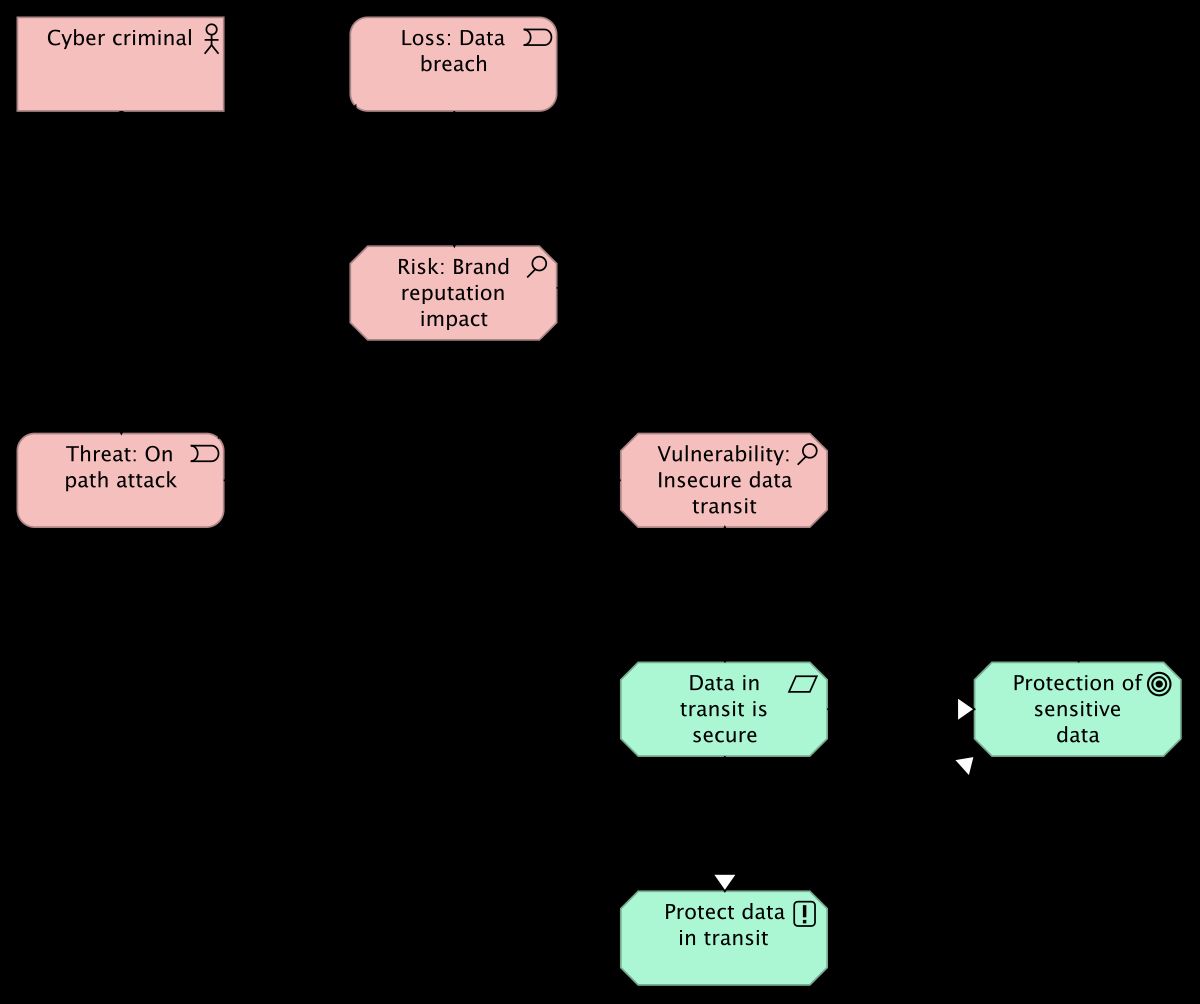 Cyber criminal
Loss: Data
breach
Risk: Brand
reputation
impact
Threat: On
path attack
Vulnerability:
Insecure data
transit
Data in
transit is
secure
Protection of
sensitive
data
Protect data
in transit